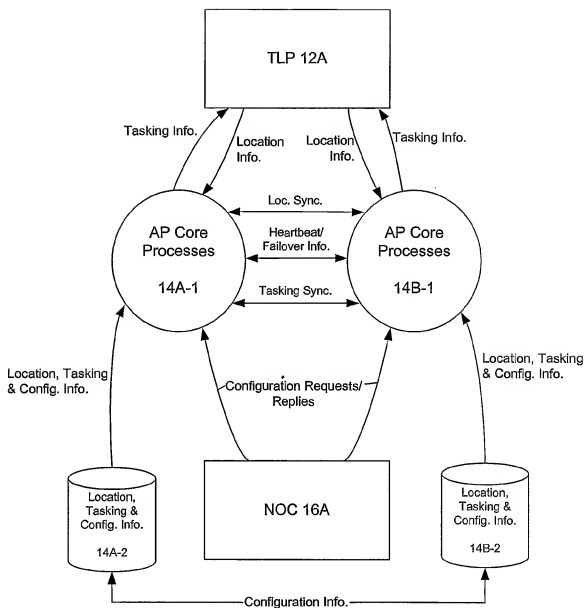 TLP 12A
Tasking Info.
Location
Info.
Location
Info.
Tasking Info.
Loc. Sync.
AP Core
Processes
14A-1
Heartbeat/
Failover Info.
AP Core
Processes
14B-1
Tasking Sync.
Location, Tasking
& Config. Info.
Configuration Requests/
Replies
Location, Tasking
& Config. Info.
Location,
Tasking &
Config. Info.
14A-2
NOC 16A
Location,
Tasking &
Config. Info.
14B-2
Configuration Info.